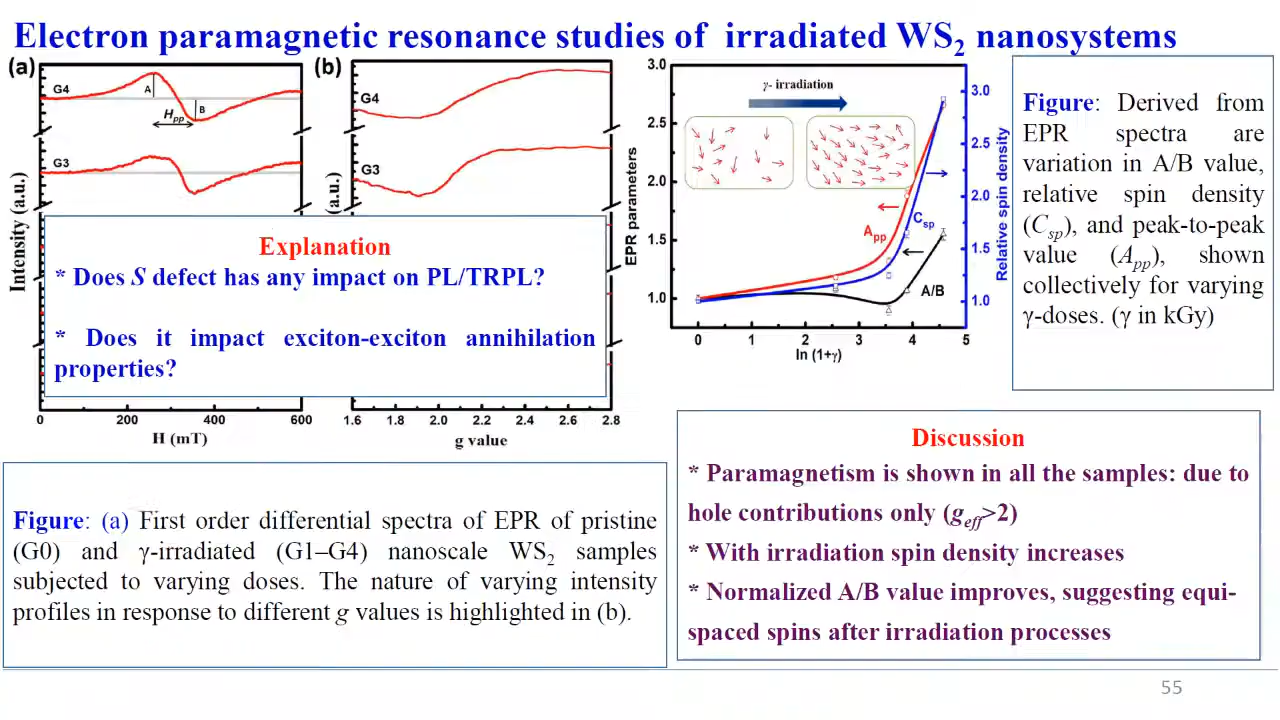 Electron paramagnetic resonance studies of irradiated WS2 nanosystems
(a)
G4
A
B
Hpp
G3
Intensity (a.u.)
0 200 400 600
H (mT)
(b)
G4
G3
(a.u.)
1.6 1.8 2.0 2.2 2.4 2.6 2.8
g value
Explanation
* Does S defect has any impact on PL/TRPL?
* Does it impact exciton-exciton annihilation
properties?
3.0
2.5
2.0
1.5
1.0
EPR parameters
γ- irradiation
App
Csp
A/B
3.0
2.5
2.0
1.5
1.0
Relative spin density
0 1 2 3 4 5
ln (1+γ)
Figure: Derived from
EPR spectra are
variation in A/B value,
relative spin density
(Csp), and peak-to-peak
value (App), shown
collectively for varying
γ-doses. (γ in kGy)
Figure: (a) First order differential spectra of EPR of pristine
(G0) and γ-irradiated (G1–G4) nanoscale WS2 samples
subjected to varying doses. The nature of varying intensity
profiles in response to different g values is highlighted in (b).
Discussion
* Paramagnetism is shown in all the samples: due to
hole contributions only (geff>2)
* With irradiation spin density increases
* Normalized A/B value improves, suggesting equi-
spaced spins after irradiation processes
55